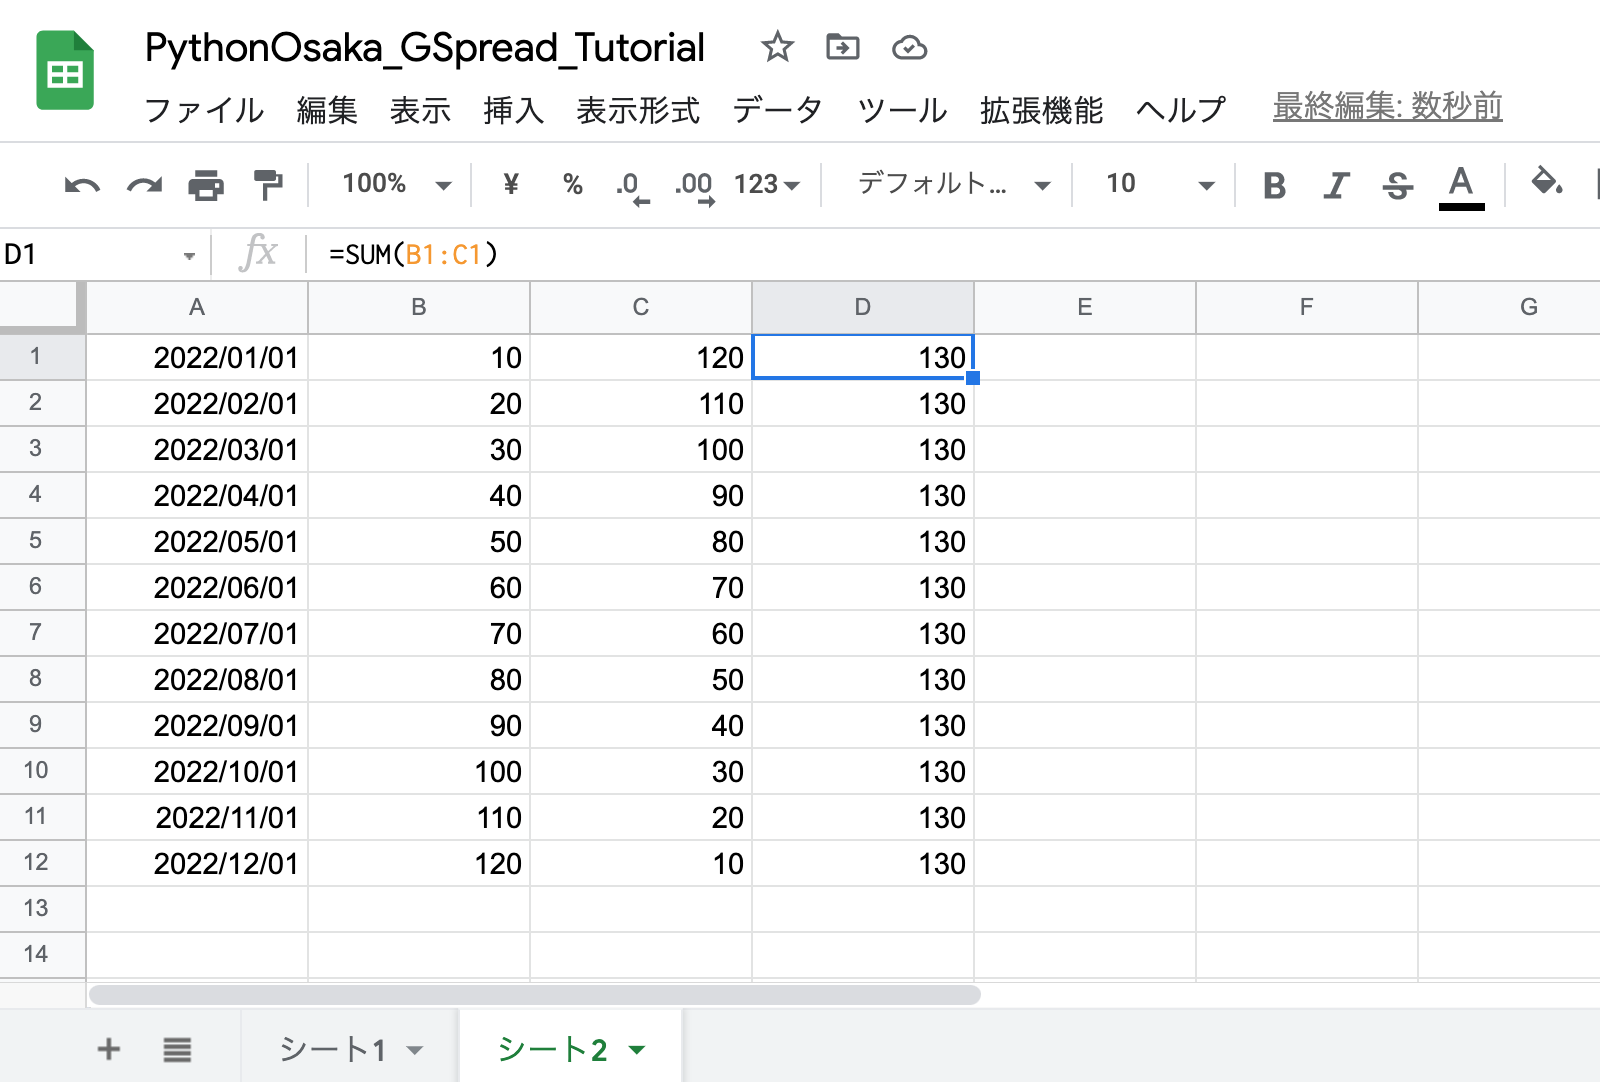 PythonOsaka_GSpread_Tutorial
ファイル 編集 表示 挿入 表示形式 データ ツール 拡張機能 ヘルプ 最終編集: 数秒前
100% ¥ % .0 .00 123 デフォルト... 10 B I S A
D1 fx =SUM(B1:C1)
A B C D E F G
1 2022/01/01 10 120 130
2 2022/02/01 20 110 130
3 2022/03/01 30 100 130
4 2022/04/01 40 90 130
5 2022/05/01 50 80 130
6 2022/06/01 60 70 130
7 2022/07/01 70 60 130
8 2022/08/01 80 50 130
9 2022/09/01 90 40 130
10 2022/10/01 100 30 130
11 2022/11/01 110 20 130
12 2022/12/01 120 10 130
13
14
シート1 シート2